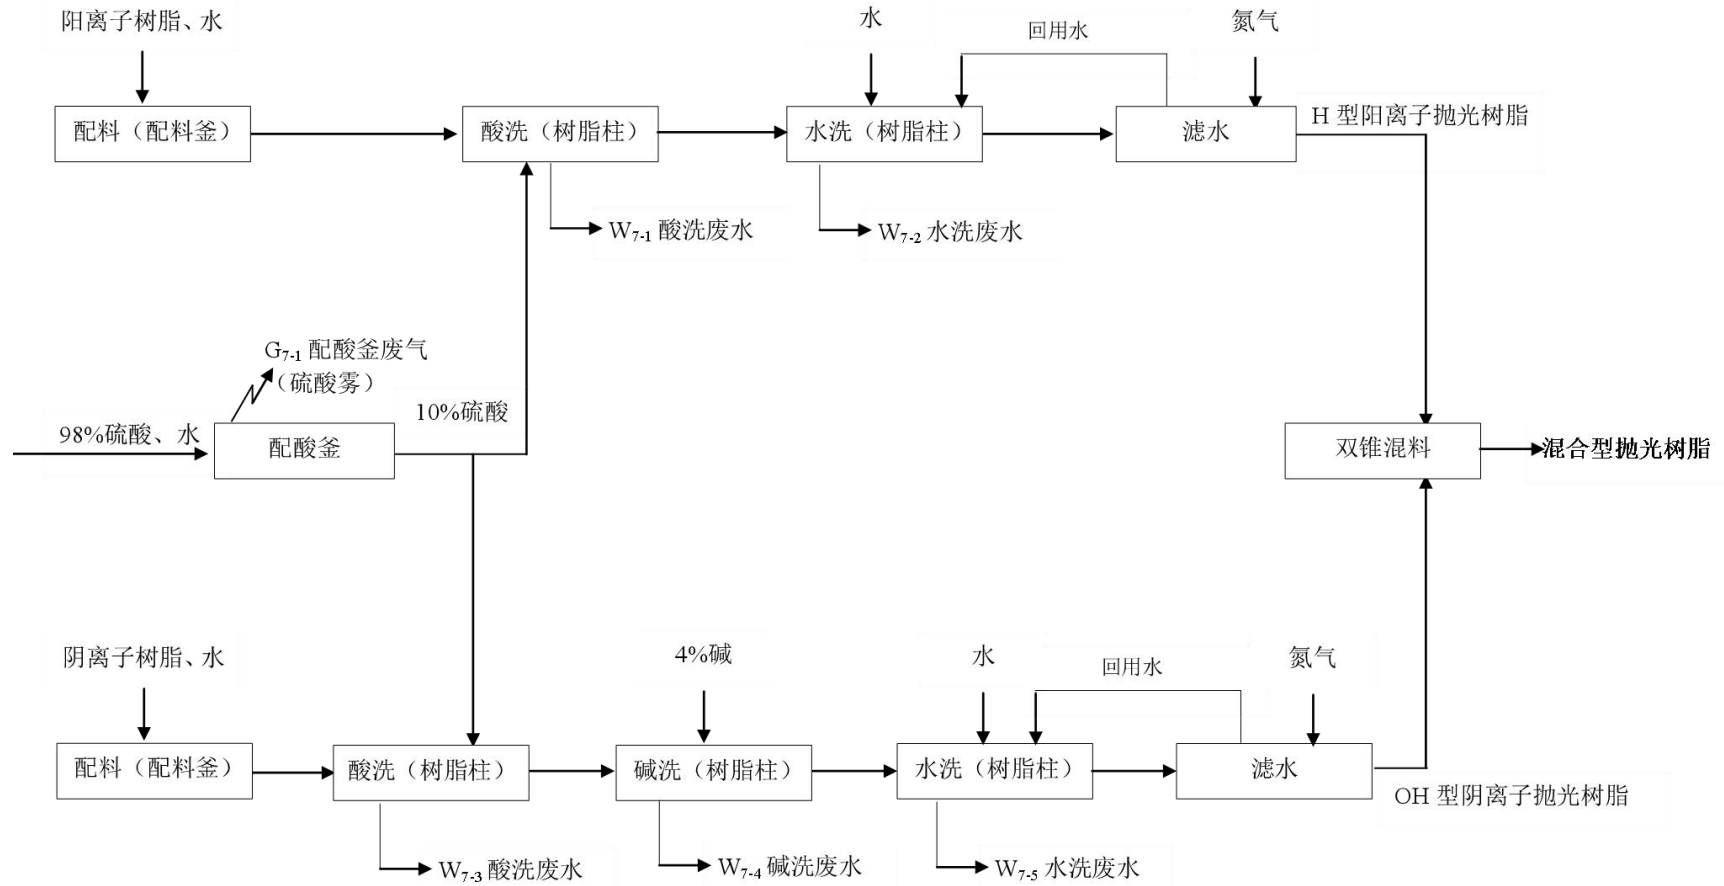 阳离子树脂、水
水
回用水
氮气
配料（配料釜）
酸洗（树脂柱）
水洗（树脂柱）
滤水
H 型阳离子抛光树脂
W7-1 酸洗废水
W7-2 水洗废水
G7-1 配酸釜废气
（硫酸雾）
98%硫酸、水
配酸釜
10%硫酸
双锥混料
混合型抛光树脂
阴离子树脂、水
4%碱
水
回用水
氮气
配料（配料釜）
酸洗（树脂柱）
碱洗（树脂柱）
水洗（树脂柱）
滤水
OH 型阴离子抛光树脂
W7-3 酸洗废水
W7-4 碱洗废水
W7-5 水洗废水